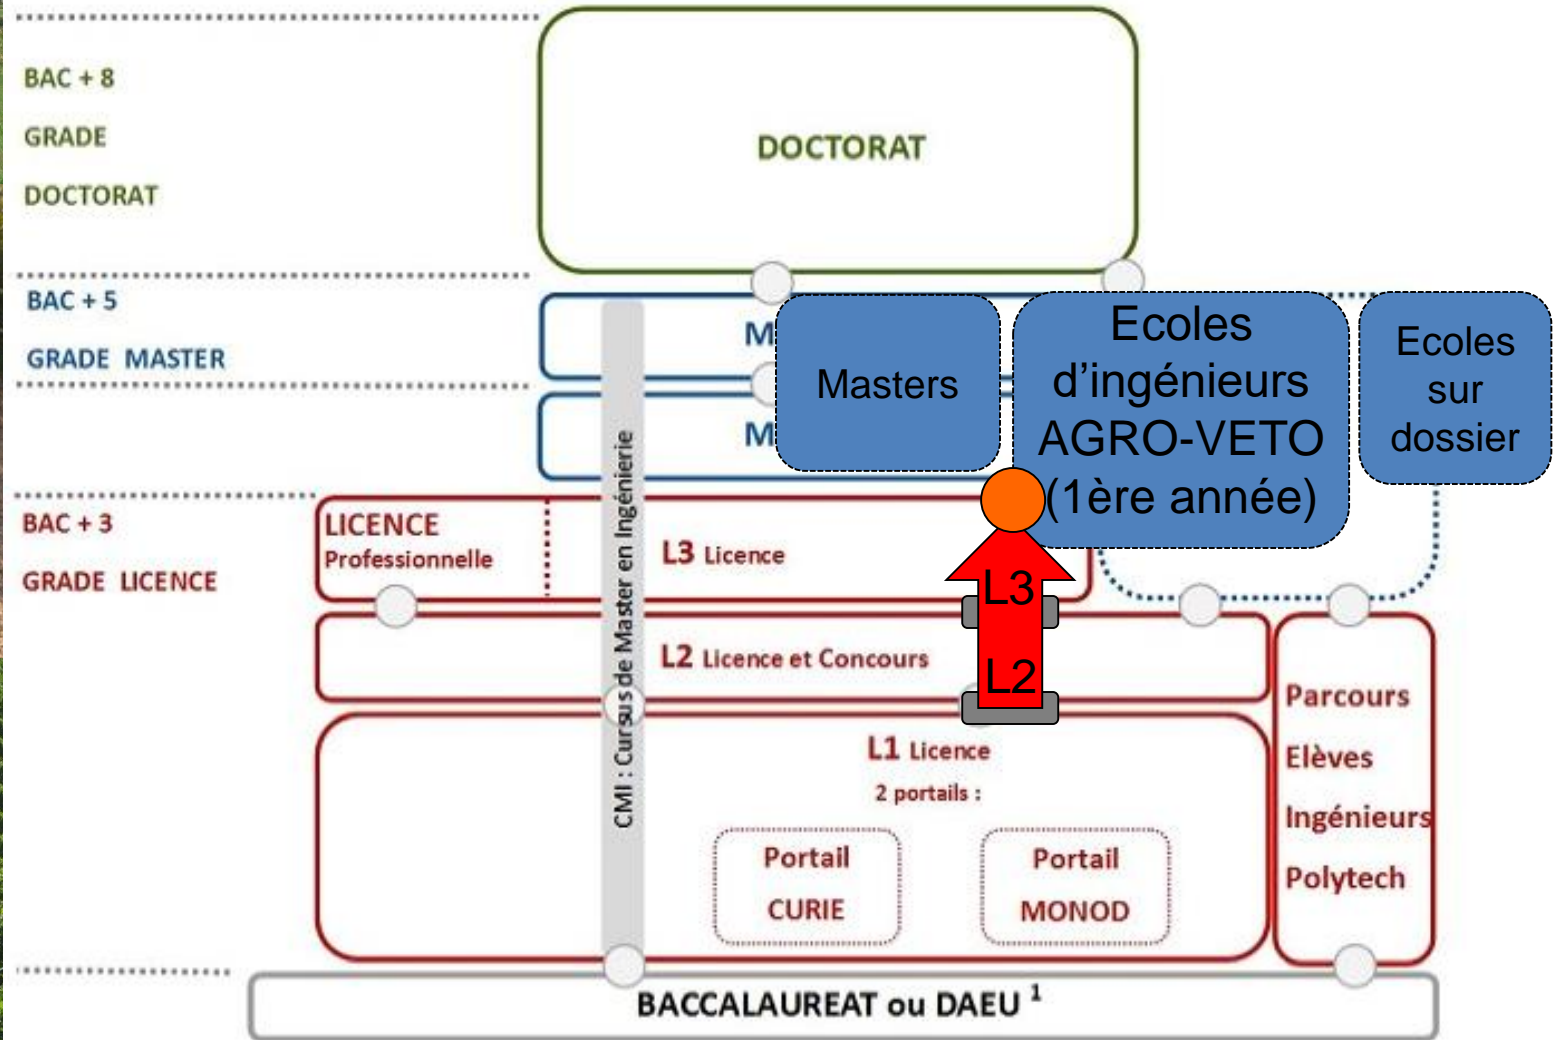 BAC + 8
GRADE
DOCTORAT
DOCTORAT
BAC + 5
GRADE MASTER
M
M
Masters
Ecoles
d'ingénieurs
AGRO-VETO
(1ère année)
Ecoles
sur
dossier
BAC + 3
GRADE LICENCE
LICENCE
Professionnelle
L3 Licence
L3
L2 Licence et Concours
L2
CMI : Cursus de Master en Ingénierie
L1 Licence
2 portails :
Portail
CURIE
Portail
MONOD
Parcours
Elèves
Ingénieurs
Polytech
BACCALAUREAT ou DAEU 1